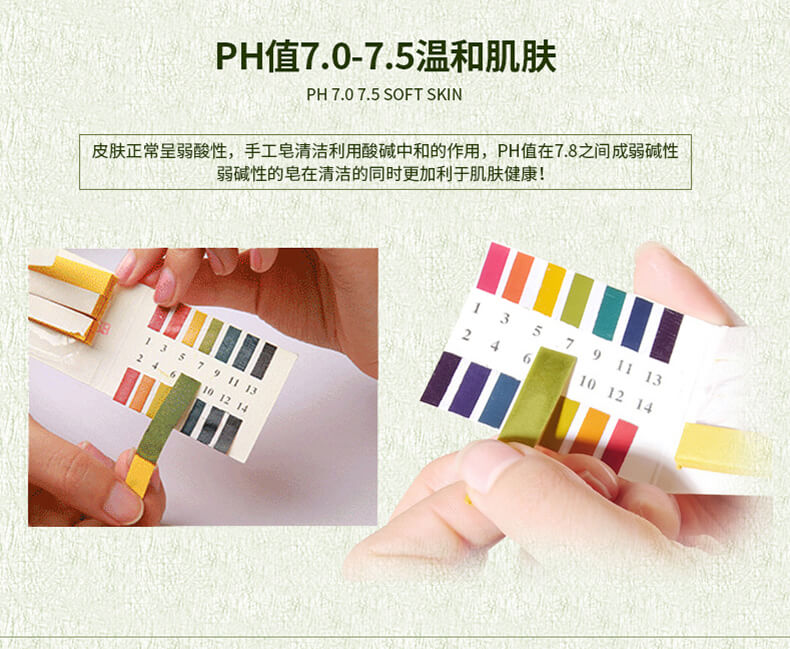 PH值7.0-7.5温和肌肤
PH 7.0 7.5 SOFT SKIN
皮肤正常呈弱酸性，手工皂清洁利用酸碱中和的作用，PH值在7.8之间成弱碱性
弱碱性的皂在清洁的同时更加利于肌肤健康！
1 3 5 7 9 11 13
2 4 6 10 12 14
1 3 5 7 9 11 13
2 4 6 10 12 14